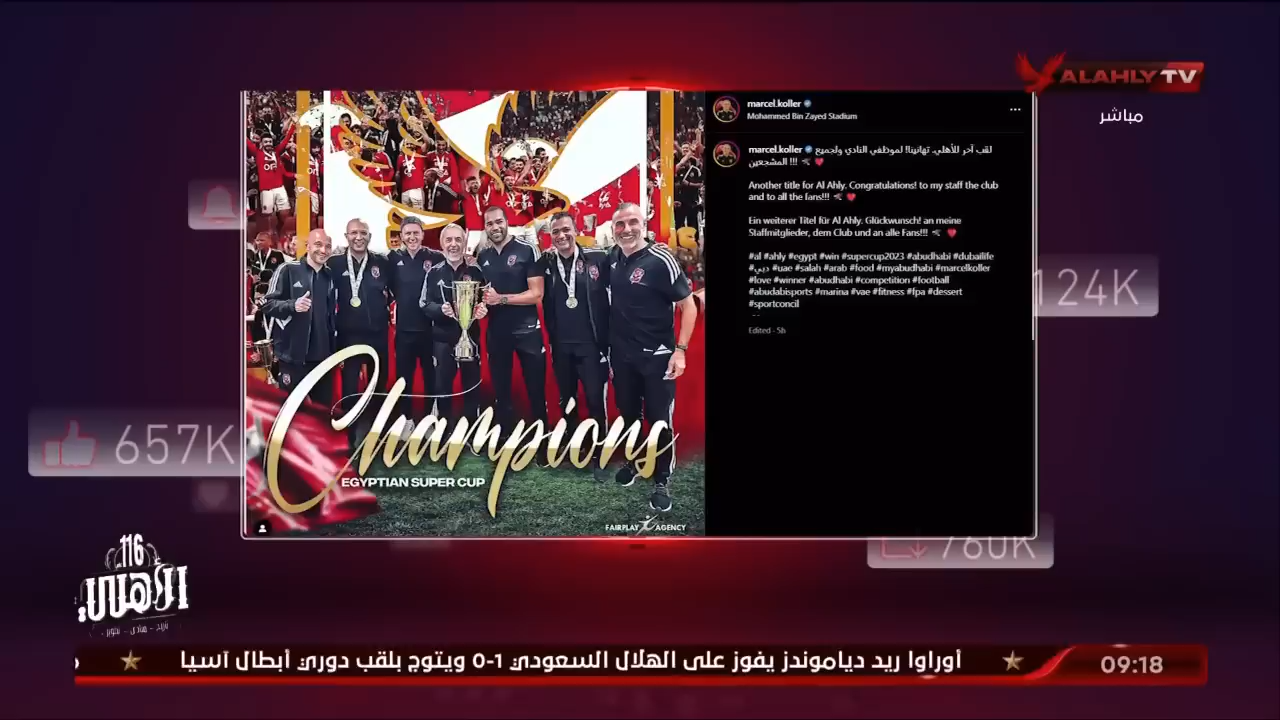 ALAHLY TV
مباشر
marcel.koller
Mohammed Bin Zayed Stadium
marcel.koller لقب آخر للأهلي. تهانينا! لموظفي النادي ولجميع
المشجعين !!!
Another title for Al Ahly. Congratulations! to my staff the club
and to all the fans!!!
Ein weiterer Titel für Al Ahly. Glückwunsch! an meine
Staffmitglieder, dem Club und an alle Fans!!!
#al #ahly #egypt #win #supercup2023 #abudhabi #dubailife
#دبي #uae #salah #arab #food #myabudhabi #marcelkoller
#love #winner #abudhabi #competition #football
#abudabisports #marina #vae #fitness #fpa #dessert
#sportconcil
Edited · 5h
Champions
EGYPTIAN SUPER CUP
FAIRPLAY AGENCY
124K
657K
760K
116
الأهلي
أوراوا ريد دياموندز يفوز على الهلال السعودي 1-0 ويتوج بلقب دوري أبطال آسيا
09:18